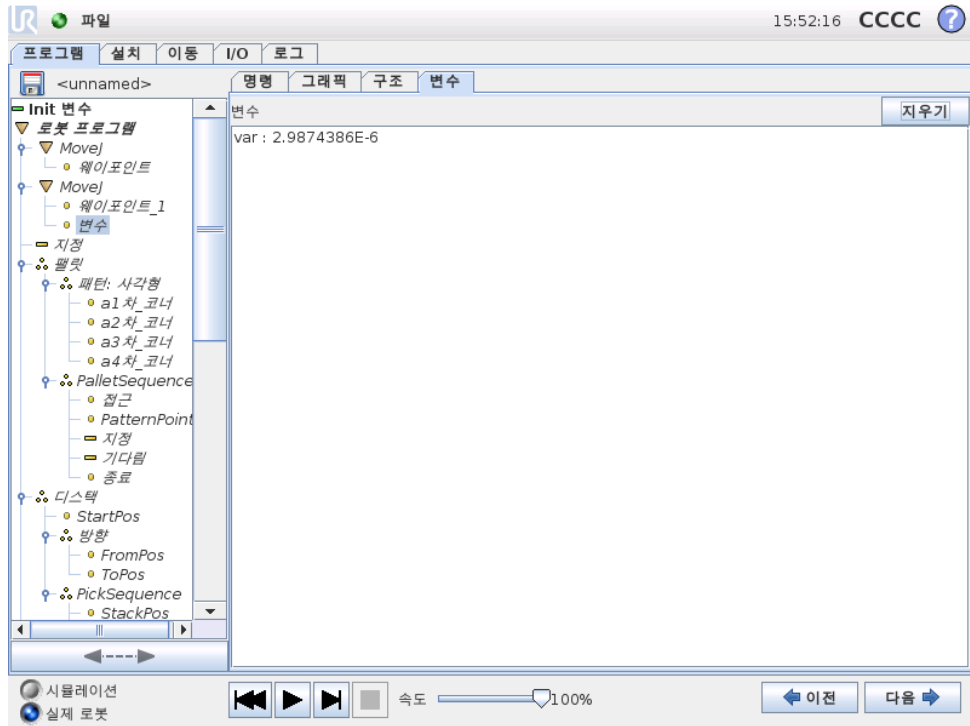 UR 파일 15:52:16 CCCC ?
프로그램 설치 이동 I/O 로그
<unnamed>
명령 그래픽 구조 변수
변수 지우기
var : 2.9874386E-6
Init 변수
로봇 프로그램
MoveJ
웨이포인트
MoveJ
웨이포인트_1
변수
지정
팰릿
패턴: 사각형
a1차_코너
a2차_코너
a3차_코너
a4차_코너
PalletSequence
접근
PatternPoint
지정
기다림
종료
디스택
StartPos
방향
FromPos
ToPos
PickSequence
StackPos
시뮬레이션
실제 로봇
속도 100%
이전 다음